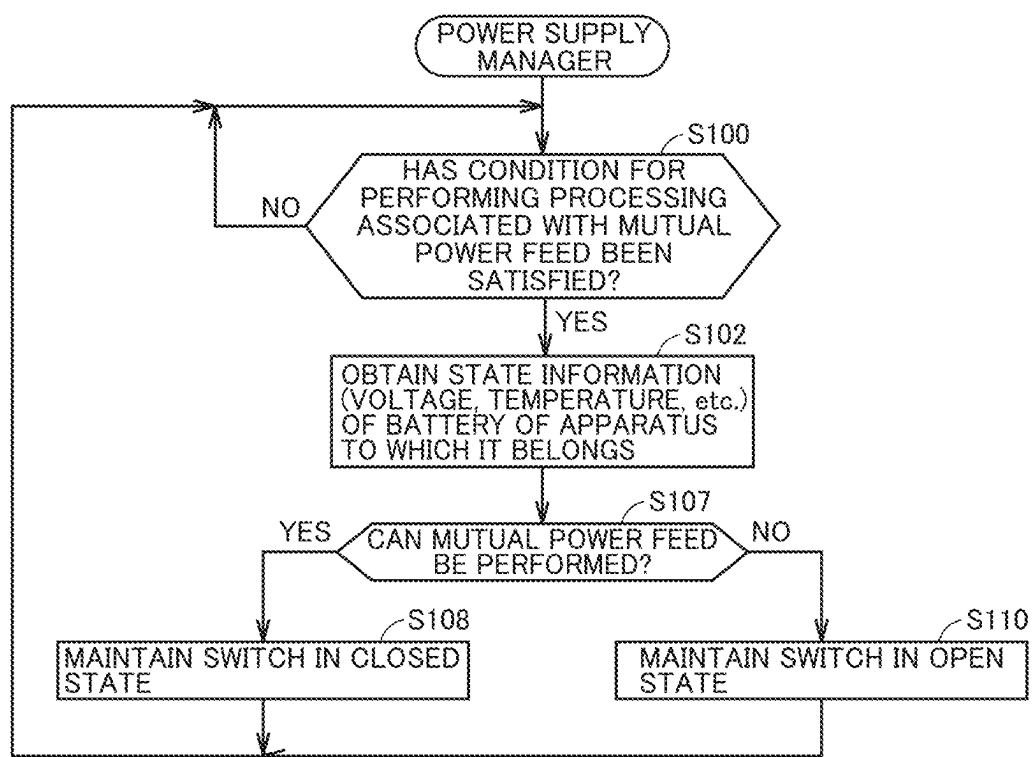 POWER SUPPLY
MANAGER
S100
HAS CONDITION FOR
PERFORMING PROCESSING
ASSOCIATED WITH MUTUAL
POWER FEED BEEN
SATISFIED?
NO
YES
S102
OBTAIN STATE INFORMATION
(VOLTAGE, TEMPERATURE, etc.)
OF BATTERY OF APPARATUS
TO WHICH IT BELONGS
S107
YES
CAN MUTUAL POWER FEED
BE PERFORMED?
NO
S108
MAINTAIN SWITCH IN CLOSED
STATE
S110
MAINTAIN SWITCH IN OPEN
STATE